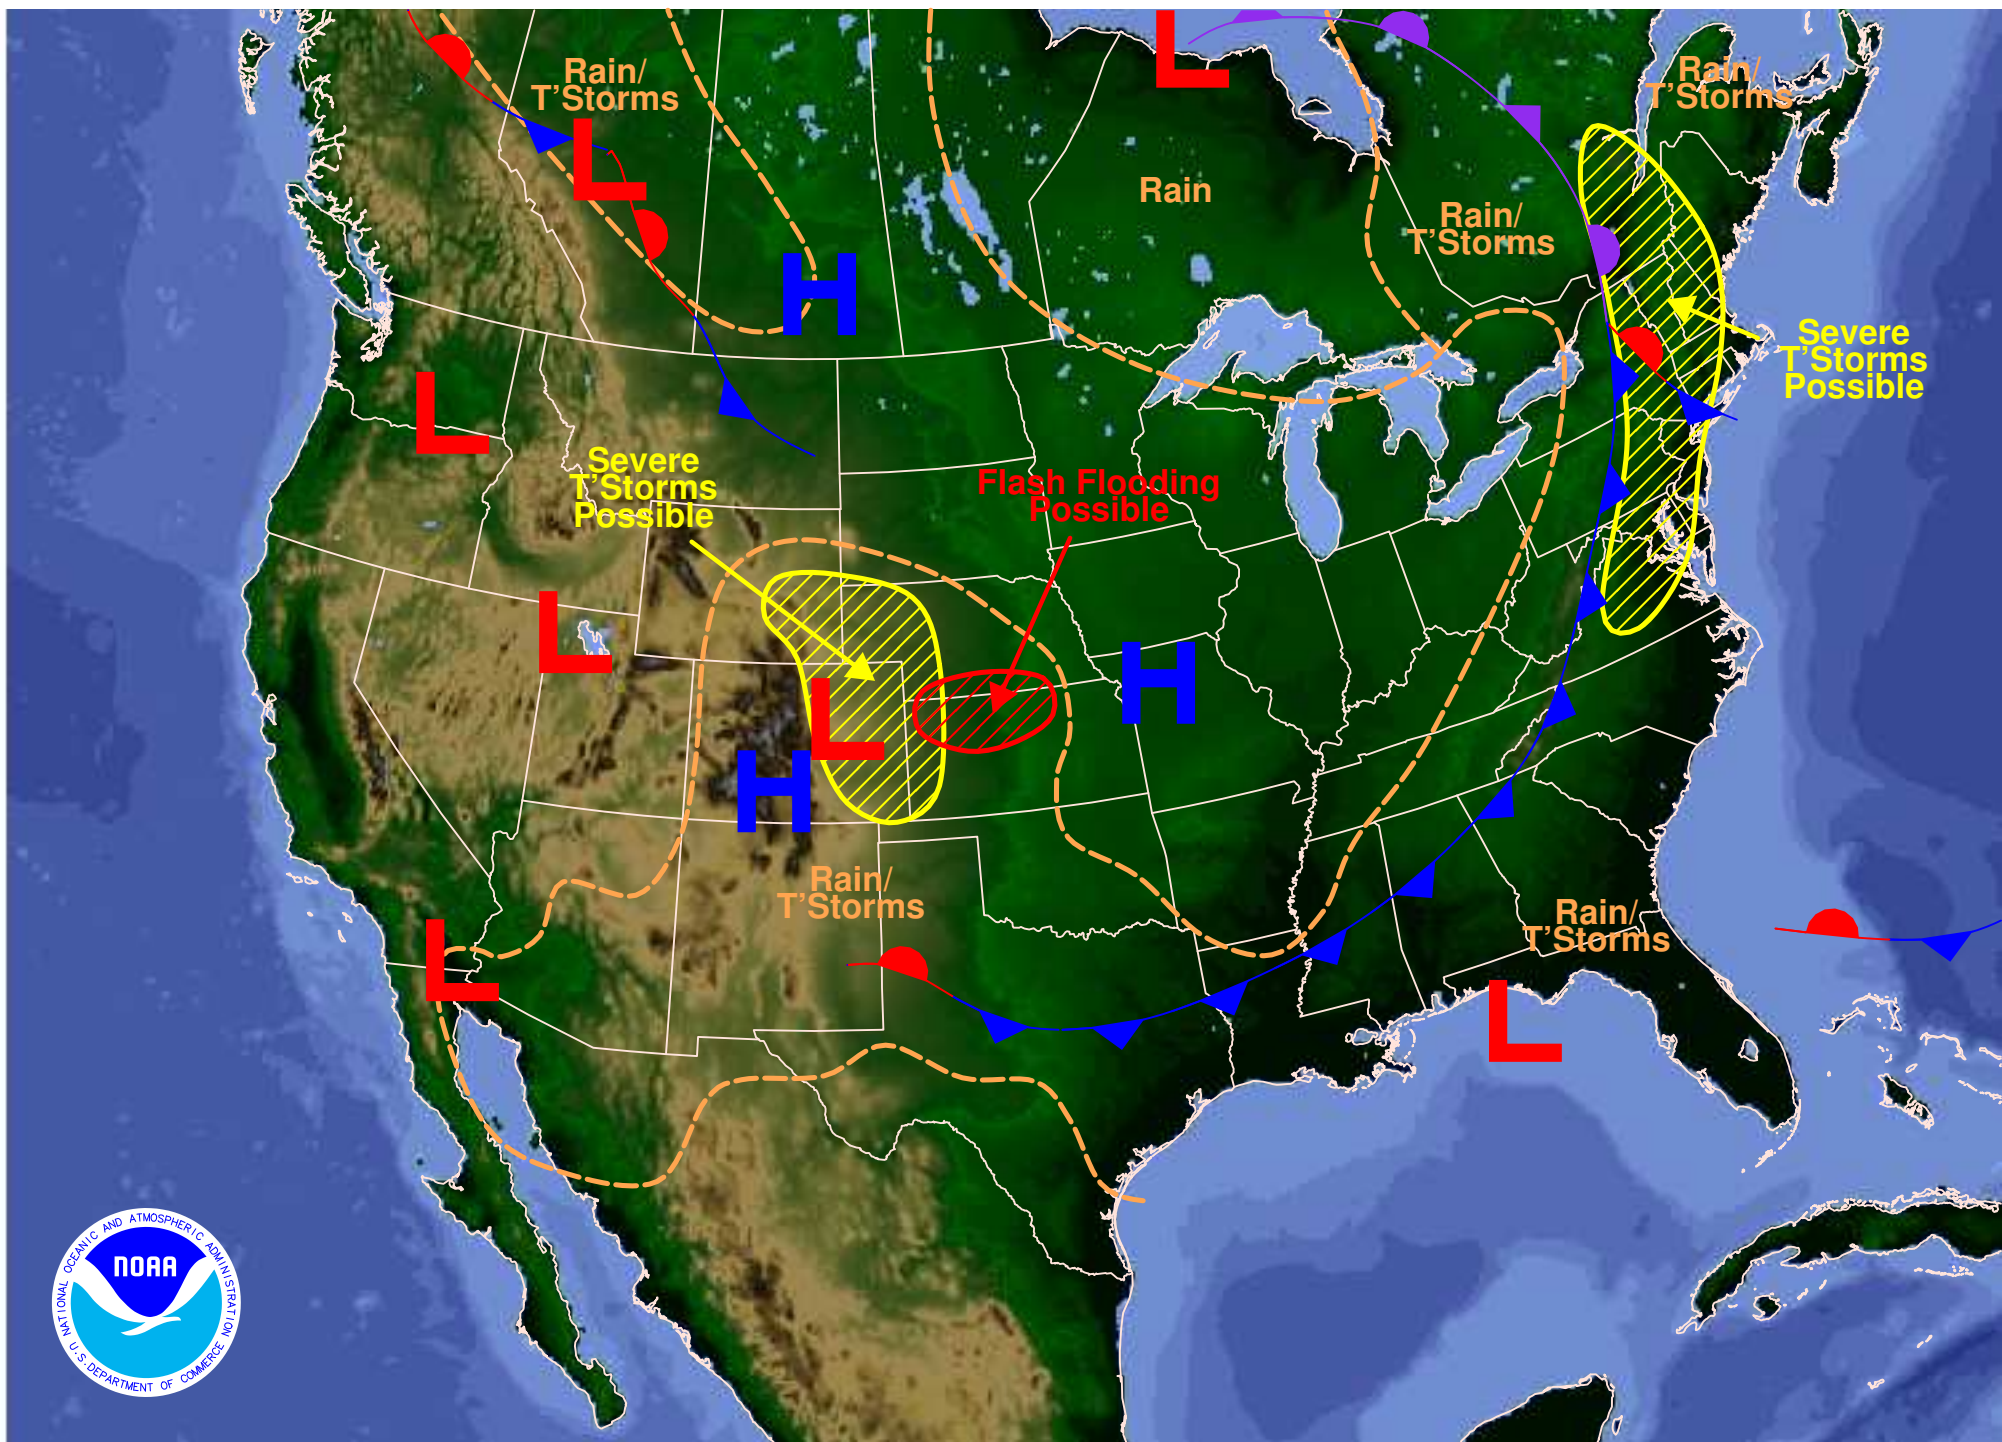 Rain/
T'Storms
L
L
Rain/
T'Storms
Rain
Rain/
T'Storms
H
Severe
T'Storms
Possible
L
Severe
T'Storms
Possible
Flash Flooding
Possible
L
H
L
H
Rain/
T'Storms
Rain/
T'Storms
L
L
NATIONAL OCEANIC AND ATMOSPHERIC ADMINISTRATION
NOAA
U.S. DEPARTMENT OF COMMERCE